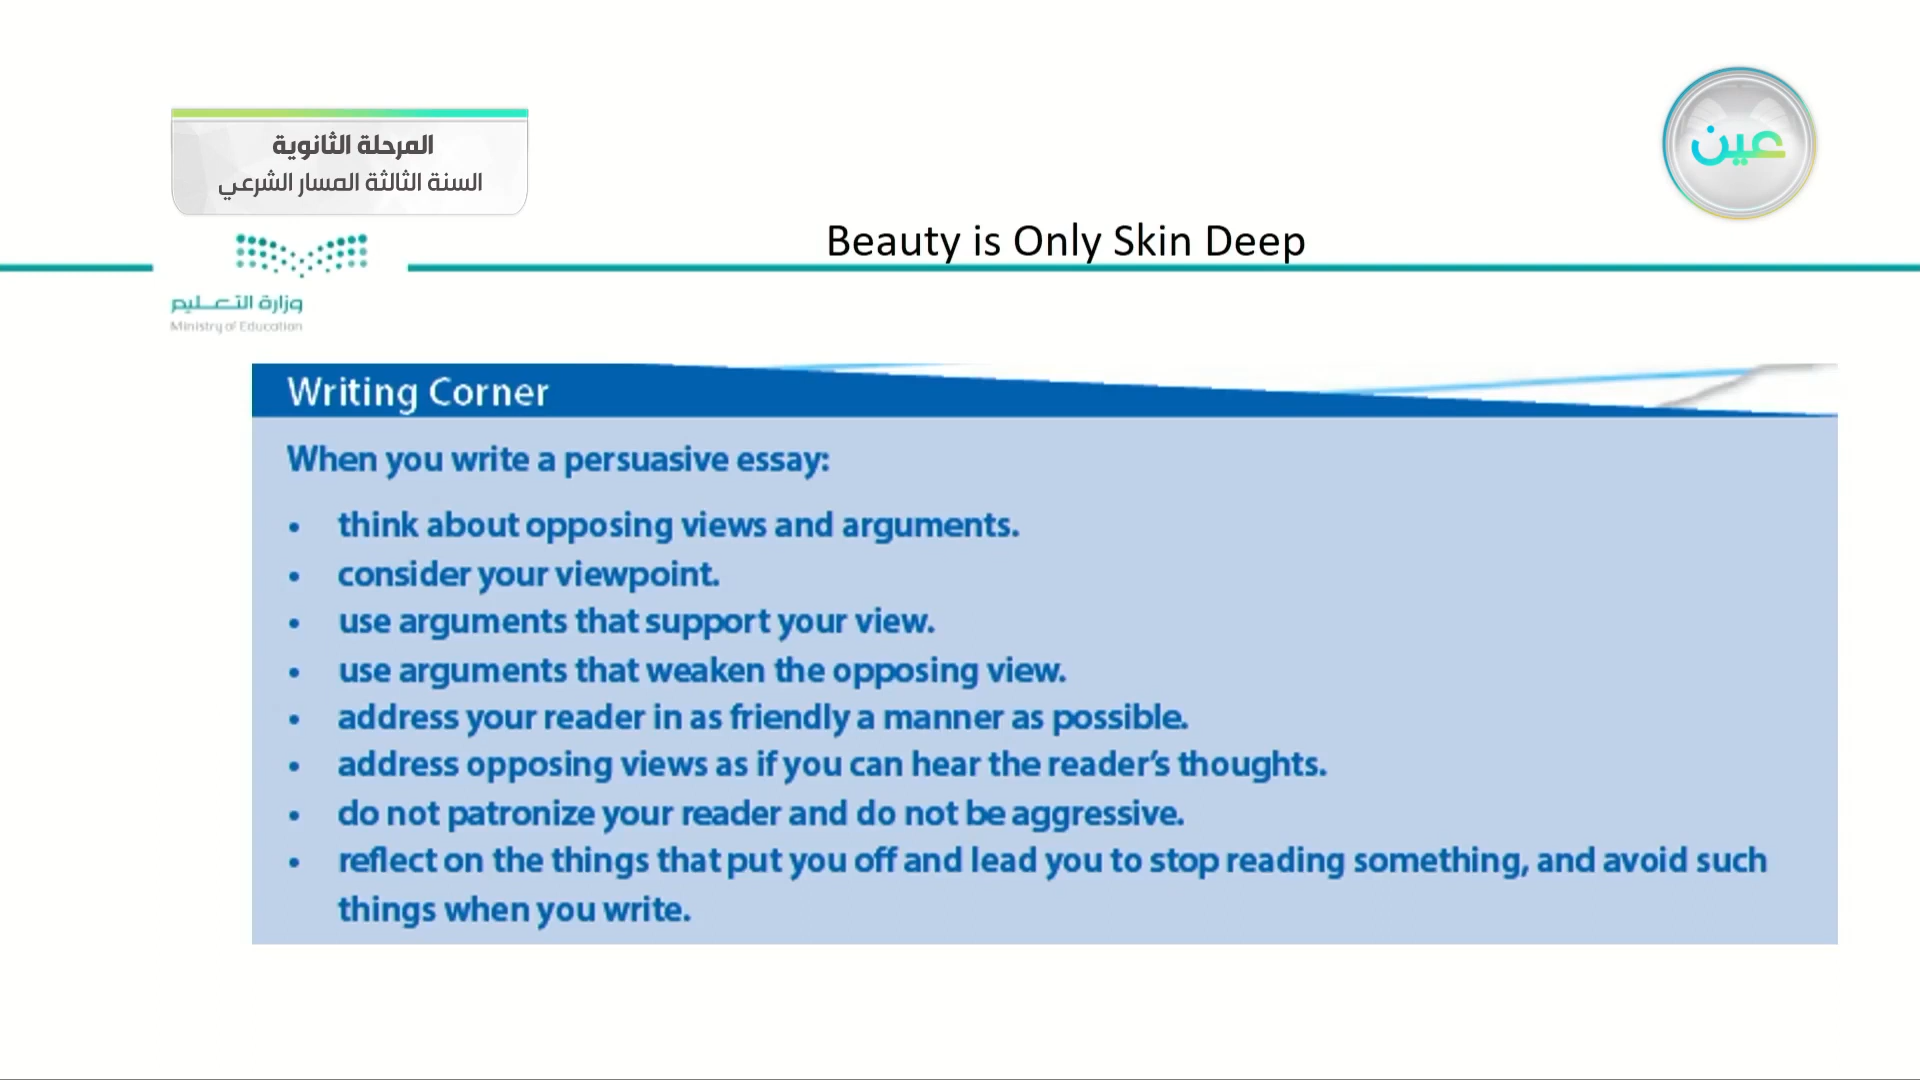 المرحلة الثانوية
السنة الثالثة المسار الشرعي
عين
Beauty is Only Skin Deep
وزارة التعليم
Ministry of Education
Writing Corner
When you write a persuasive essay:
• think about opposing views and arguments.
• consider your viewpoint.
• use arguments that support your view.
• use arguments that weaken the opposing view.
• address your reader in as friendly a manner as possible.
• address opposing views as if you can hear the reader's thoughts.
• do not patronize your reader and do not be aggressive.
• reflect on the things that put you off and lead you to stop reading something, and avoid such
things when you write.